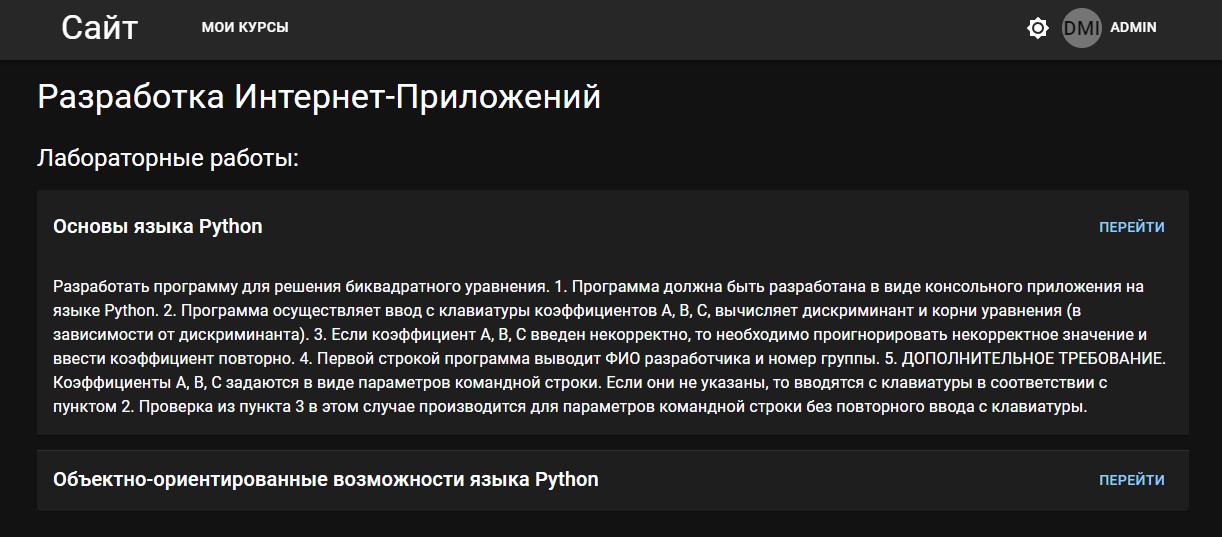 Сайт МОИ КУРСЫ DMI ADMIN
Разработка Интернет-Приложений
Лабораторные работы:
Основы языка Python ПЕРЕЙТИ
Разработать программу для решения биквадратного уравнения. 1. Программа должна быть разработана в виде консольного приложения на
языке Python. 2. Программа осуществляет ввод с клавиатуры коэффициентов А, В, С, вычисляет дискриминант и корни уравнения (в
зависимости от дискриминанта). 3. Если коэффициент А, В, С введен некорректно, то необходимо проигнорировать некорректное значение и
ввести коэффициент повторно. 4. Первой строкой программа выводит ФИО разработчика и номер группы. 5. ДОПОЛНИТЕЛЬНОЕ ТРЕБОВАНИЕ.
Коэффициенты А, В, С задаются в виде параметров командной строки. Если они не указаны, то вводятся с клавиатуры в соответствии с
пунктом 2. Проверка из пункта 3 в этом случае производится для параметров командной строки без повторного ввода с клавиатуры.
Объектно-ориентированные возможности языка Python ПЕРЕЙТИ